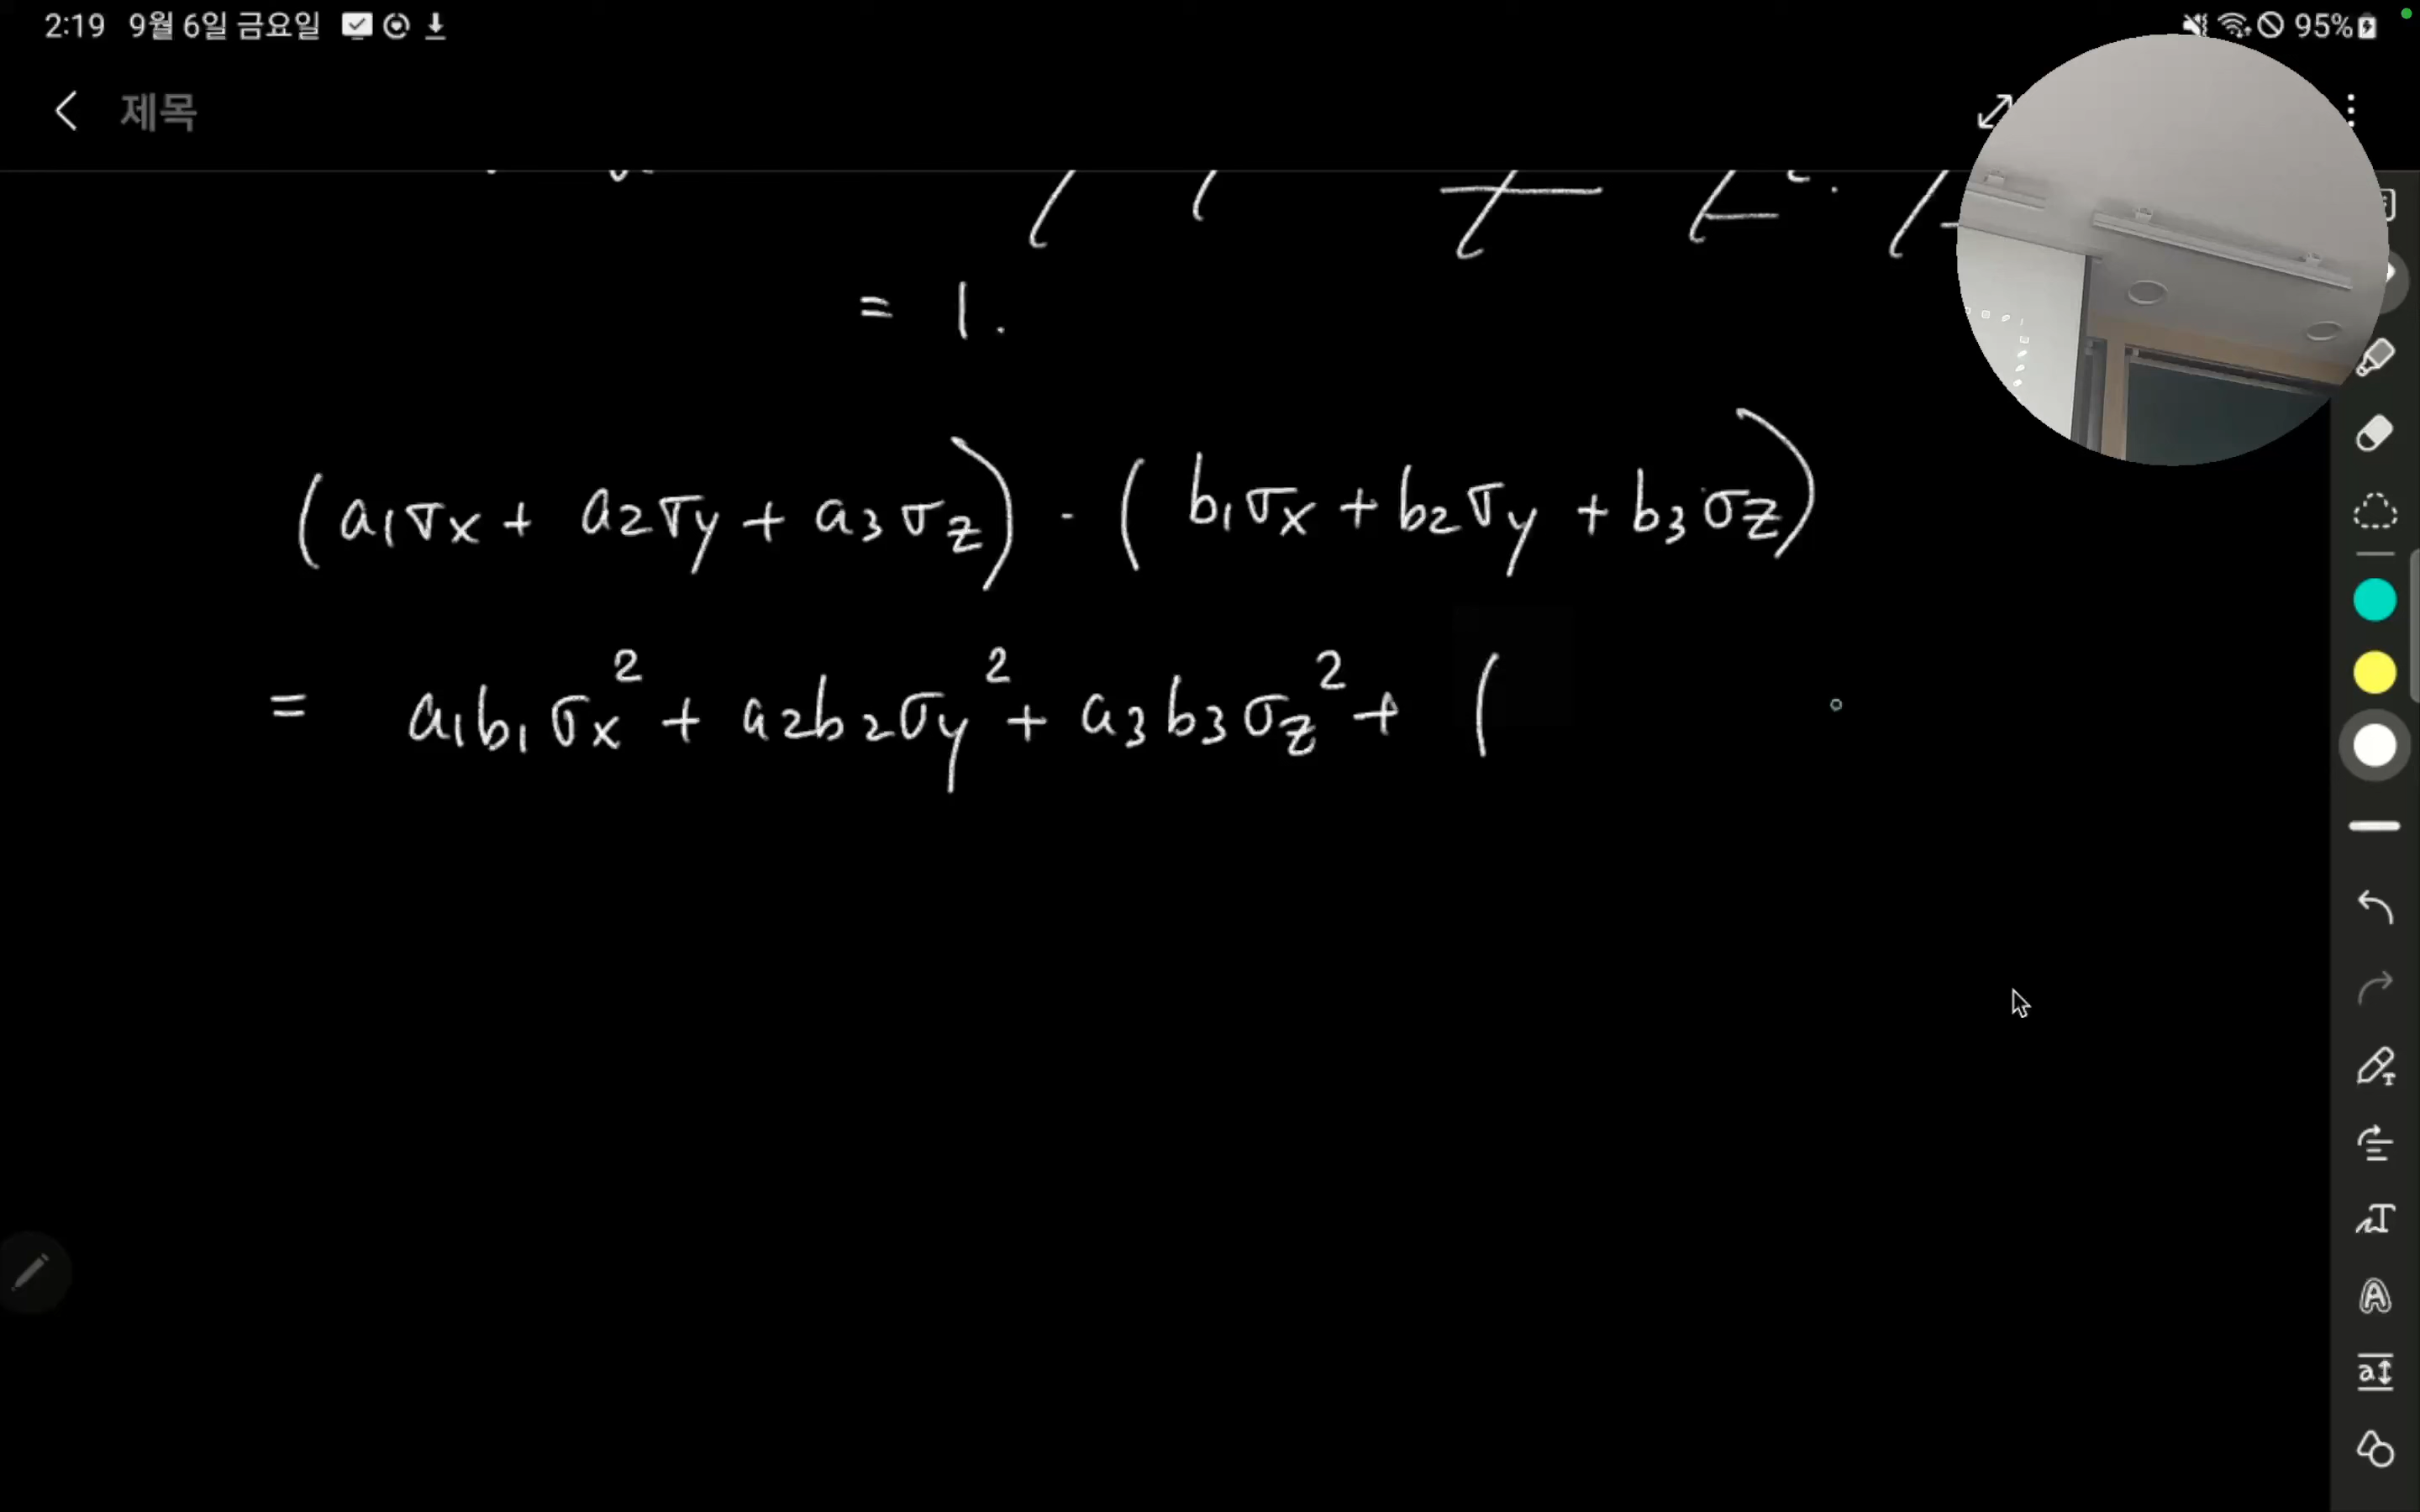 2:19 9월 6일 금요일 95%
제목
= 1.
(a₁σx + a₂σy + a₃σz) · (b₁σx + b₂σy + b₃σz)
= a₁b₁σx² + a₂b₂σy² + a₃b₃σz² + (